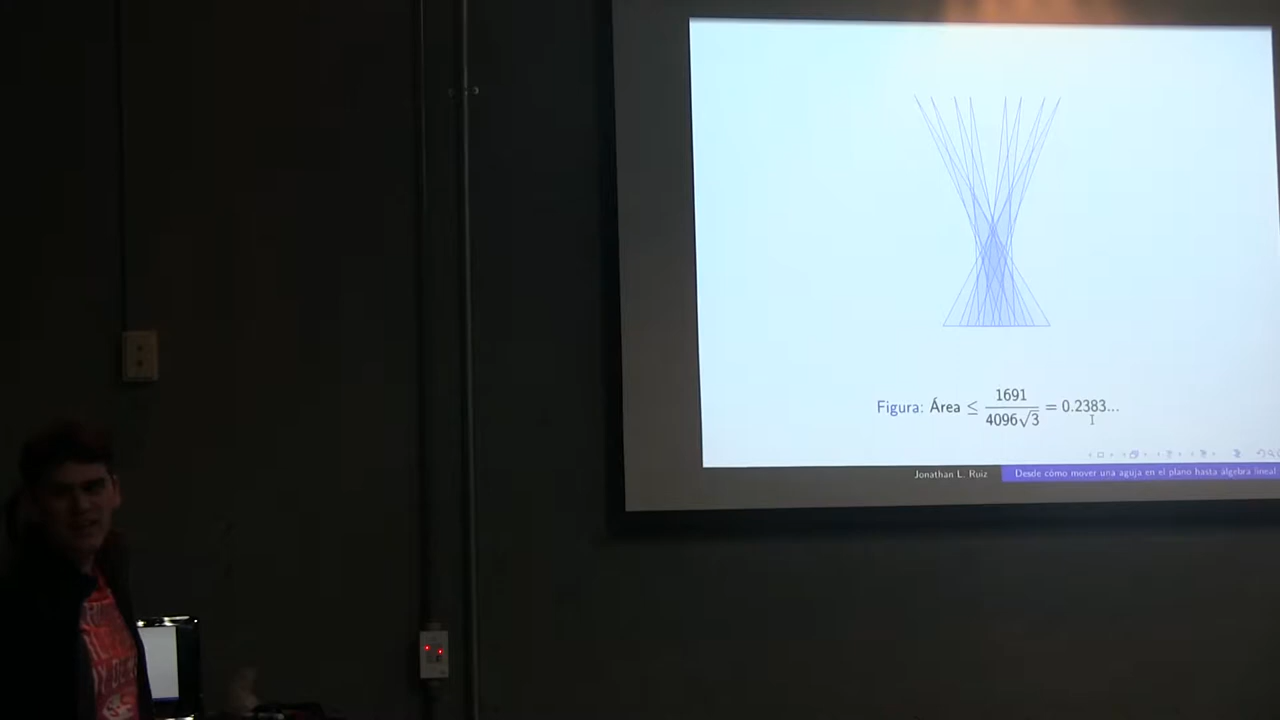 Figura: Área ≤ 1691 / 4096√3 = 0.2383...
Jonathan L. Ruiz
Desde cómo mover una aguja en el plano hasta álgebra lineal